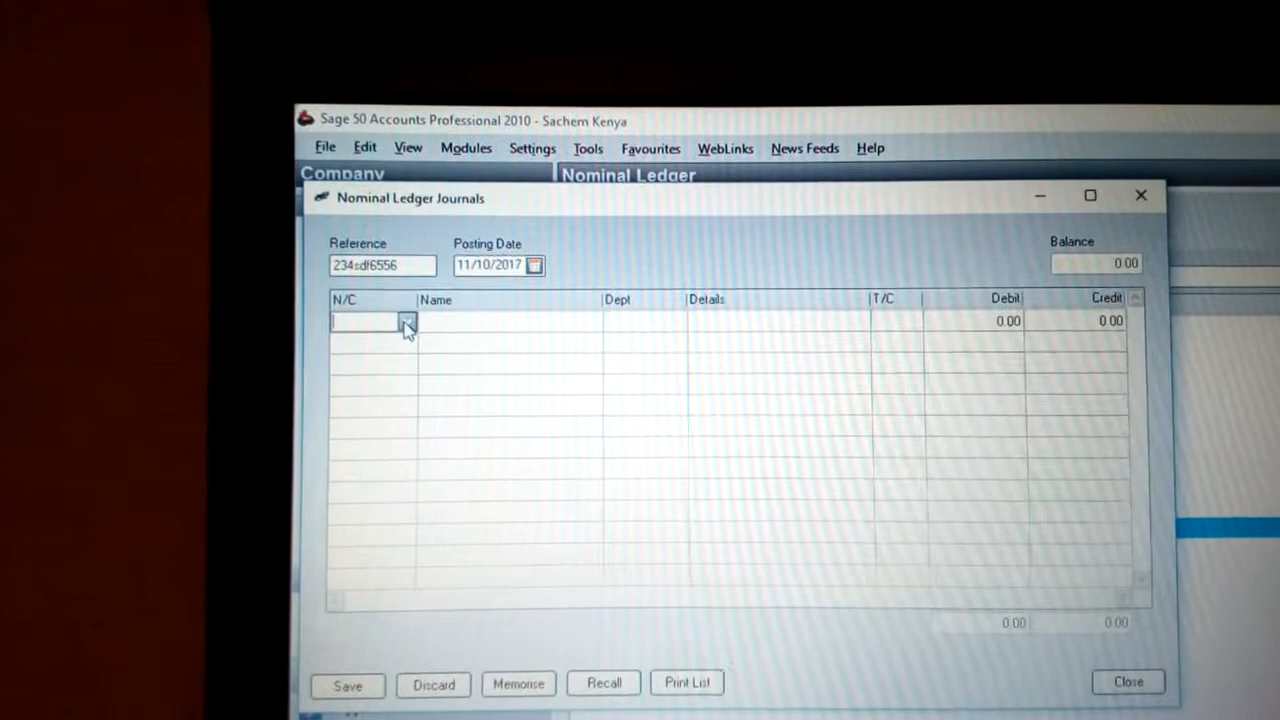 Sage 50 Accounts Professional 2010 - Sachem Kenya
File Edit View Modules Settings Tools Favourites WebLinks News Feeds Help
Company Nominal Ledger
Nominal Ledger Journals
Reference Posting Date Balance
234sdf6556 11/10/2017 0.00
N/C Name Dept Details T/C Debit Credit
0.00 0.00
0.00 0.00
Save Discard Memorise Recall Print List Close